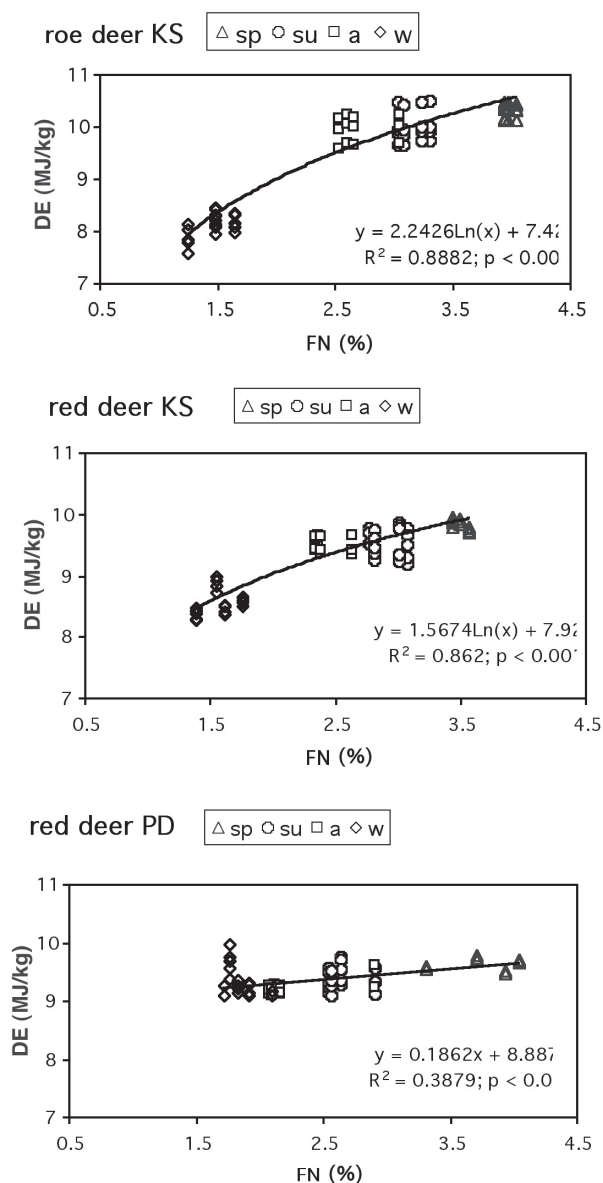 roe deer KS △ sp ○ su □ a ◇ w
11
10
9
8
7
DE (MJ/kg)
y = 2.2426Ln(x) + 7.42
R² = 0.8882; p < 0.00
0.5 1.5 2.5 3.5 4.5
FN (%)
red deer KS △ sp ○ su □ a ◇ w
11
10
9
8
7
DE (MJ/kg)
y = 1.5674Ln(x) + 7.92
R² = 0.862; p < 0.00
0.5 1.5 2.5 3.5 4.5
FN (%)
red deer PD △ sp ○ su □ a ◇ w
11
10
9
8
7
DE (MJ/kg)
y = 0.1862x + 8.887
R² = 0.3879; p < 0.0
0.5 1.5 2.5 3.5 4.5
FN (%)